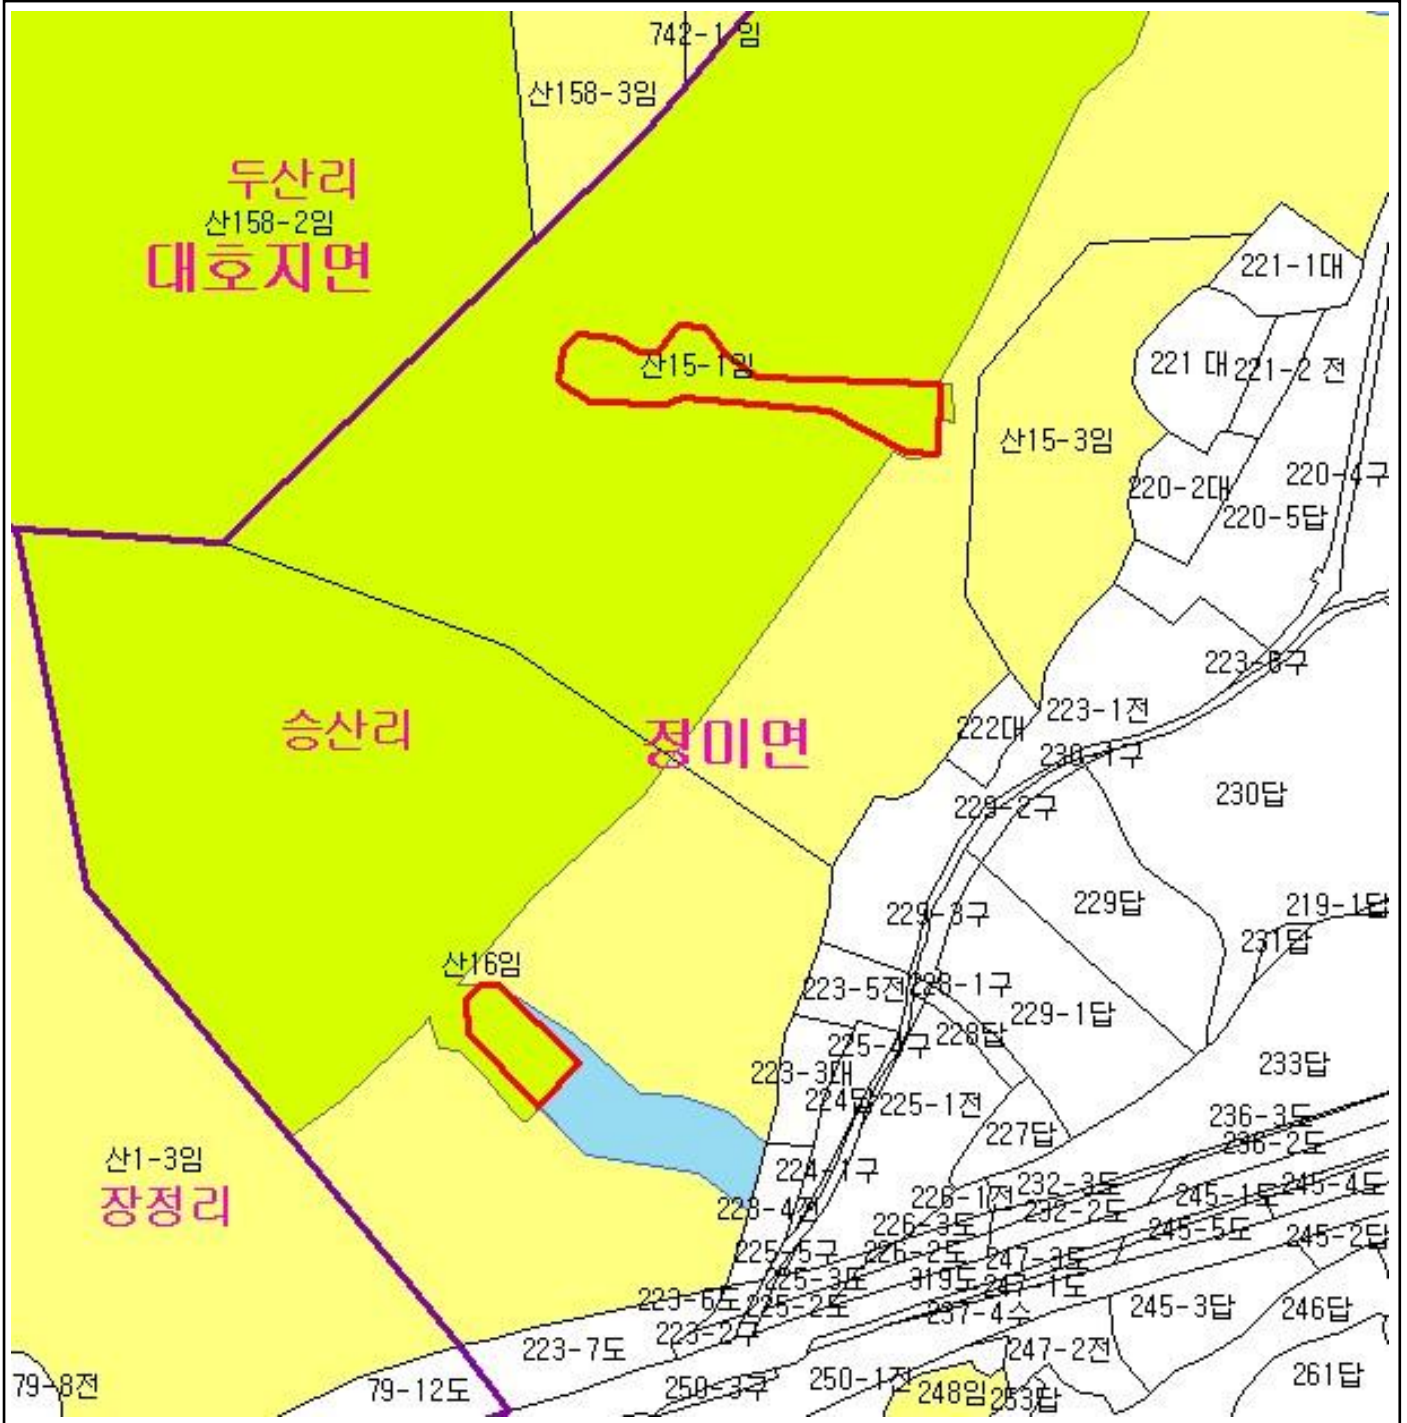 742-1 임
산158-3임
두산리
산158-2임
대호지면
221-1대
산15-1임
221 대
221-2 전
산15-3임
220-4구
220-2대
220-5답
223-8구
승산리
정미면
222대
223-1전
230-1구
230답
229-2구
229답
219-1답
229-3구
231답
산16임
223-5전
228-1구
229-1답
228답
225-4구
233답
223-3대
224답
225-1전
236-3도
227답
236-2도
산1-3임
224-1구
232-3도
245-4도
226-1전
245-1도
장정리
223-4전
232-2도
226-3도
245-5도
245-2답
225-5구
226-2도
247-3도
225-3도
319도
247-1도
223-6도
225-2도
237-4수
245-3답
246답
223-2구
223-7도
247-2전
261답
79-8전
79-12도
250-3구
250-1전
248임
253답